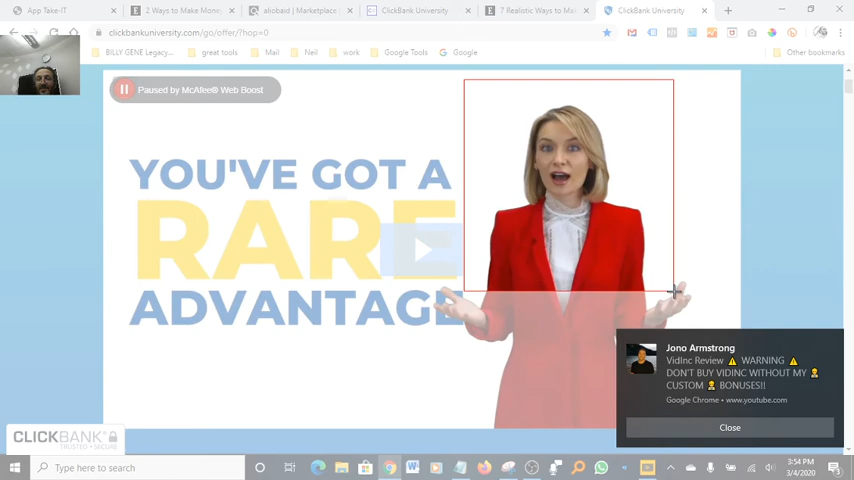 App Take-IT
2 Ways to Make Money
aliobaid | Marketplace
ClickBank University
7 Realistic Ways to Mak
ClickBank University
clickbankuniversity.com/go/offer/?hop=0
BILLY GENE Legacy...
great tools
Mail
Neil
work
Google Tools
Google
Other bookmarks
Paused by McAfee® Web Boost
YOU'VE GOT A
RARE
ADVANTAGE
Jono Armstrong
VidInc Review ⚠ WARNING ⚠
DON'T BUY VIDINC WITHOUT MY
CUSTOM BONUSES!!
Google Chrome • www.youtube.com
Close
CLICKBANK
TRUSTED • SECURE
Type here to search
3:54 PM
3/4/2020